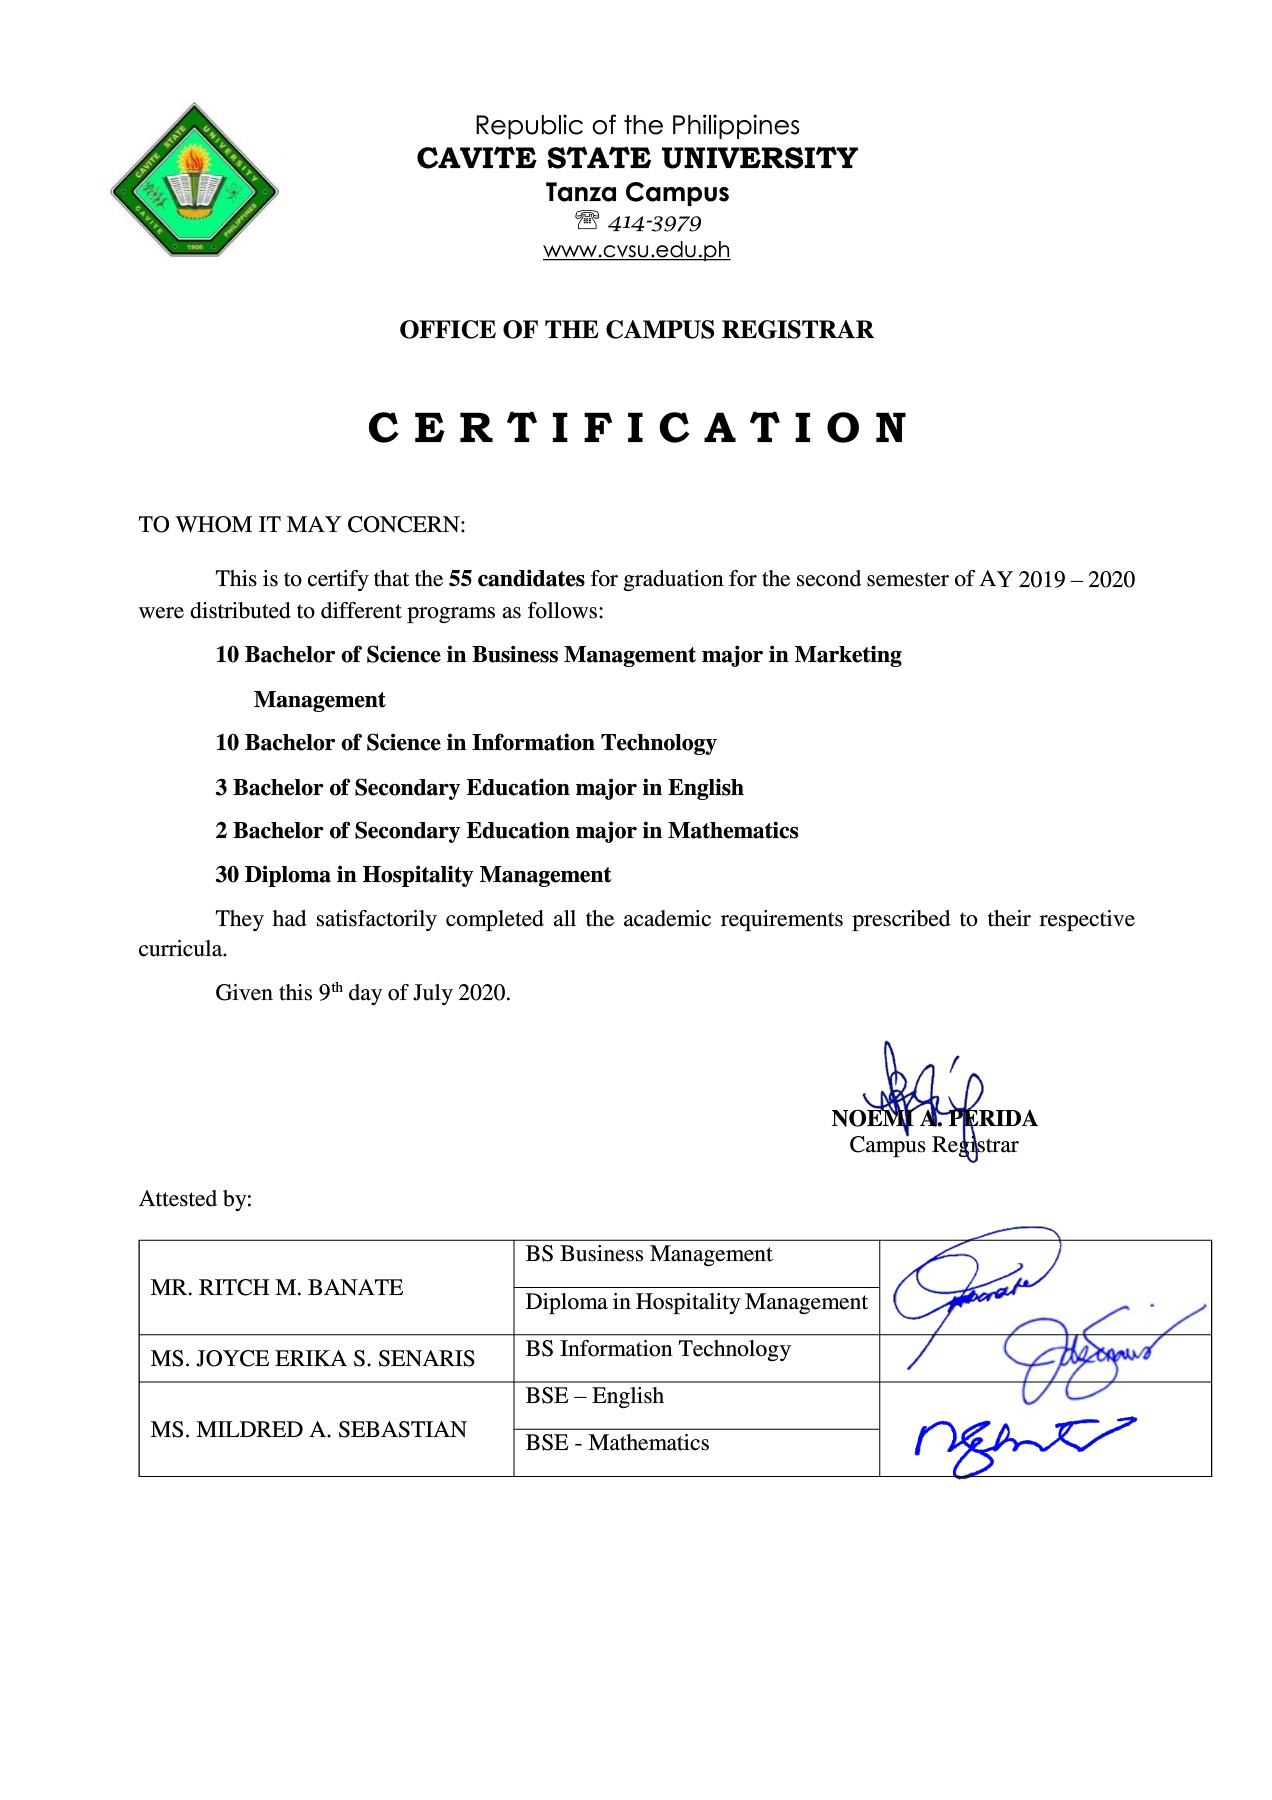 Republic of the Philippines
CAVITE STATE UNIVERSITY
Tanza Campus
☏ 414-3979
www.cvsu.edu.ph
CAVITE STATE UNIVERSITY
CAVITE PHILIPPINES
1906
OFFICE OF THE CAMPUS REGISTRAR
C E R T I F I C A T I O N
TO WHOM IT MAY CONCERN:
This is to certify that the 55 candidates for graduation for the second semester of AY 2019 – 2020
were distributed to different programs as follows:
10 Bachelor of Science in Business Management major in Marketing
Management
10 Bachelor of Science in Information Technology
3 Bachelor of Secondary Education major in English
2 Bachelor of Secondary Education major in Mathematics
30 Diploma in Hospitality Management
They had satisfactorily completed all the academic requirements prescribed to their respective
curricula.
Given this 9th day of July 2020.
NOEMI A. PERIDA
Campus Registrar
Attested by:
MR. RITCH M. BANATE
BS Business Management
Diploma in Hospitality Management
MS. JOYCE ERIKA S. SENARIS
BS Information Technology
MS. MILDRED A. SEBASTIAN
BSE – English
BSE - Mathematics